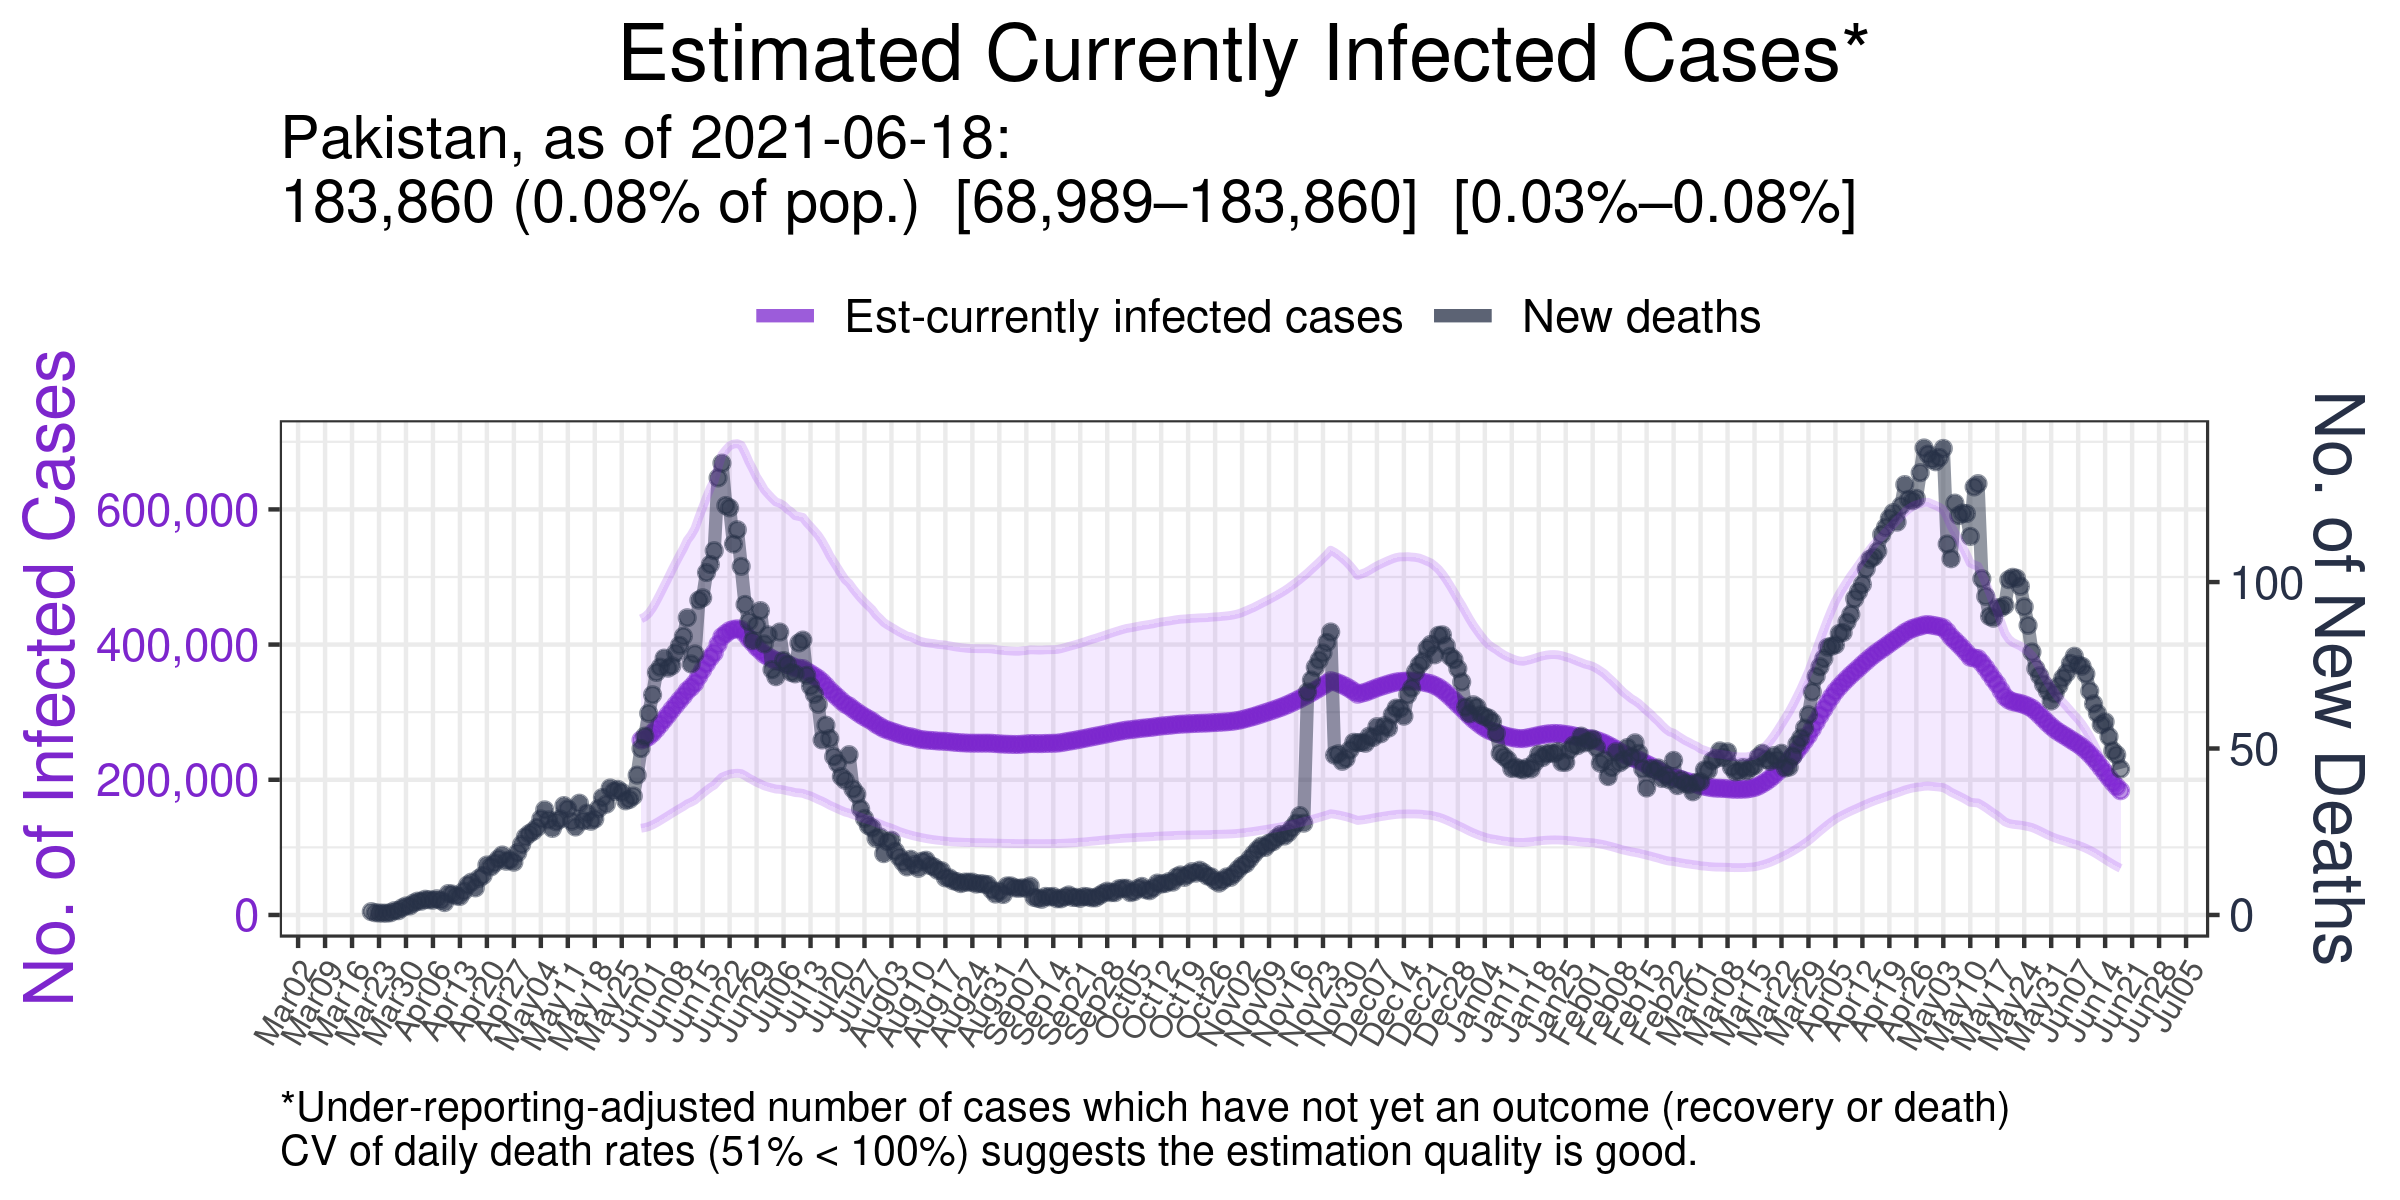 Estimated Currently Infected Cases*
Pakistan, as of 2021-06-18:
183,860 (0.08% of pop.)  [68,989–183,860]  [0.03%–0.08%]
Est-currently infected cases
New deaths
No. of Infected Cases
600,000
400,000
200,000
0
No. of New Deaths
100
50
0
Mar02
Mar09
Mar16
Mar23
Mar30
Apr06
Apr13
Apr20
Apr27
May04
May11
May18
May25
Jun01
Jun08
Jun15
Jun22
Jun29
Jul06
Jul13
Jul20
Jul27
Aug03
Aug10
Aug17
Aug24
Aug31
Sep07
Sep14
Sep21
Sep28
Oct05
Oct12
Oct19
Oct26
Nov02
Nov09
Nov16
Nov23
Nov30
Dec07
Dec14
Dec21
Dec28
Jan04
Jan11
Jan18
Jan25
Feb01
Feb08
Feb15
Feb22
Mar01
Mar08
Mar15
Mar22
Mar29
Apr05
Apr12
Apr19
Apr26
May03
May10
May17
May24
May31
Jun07
Jun14
Jun21
Jun28
Jul05
*Under-reporting-adjusted number of cases which have not yet an outcome (recovery or death)
CV of daily death rates (51% < 100%) suggests the estimation quality is good.